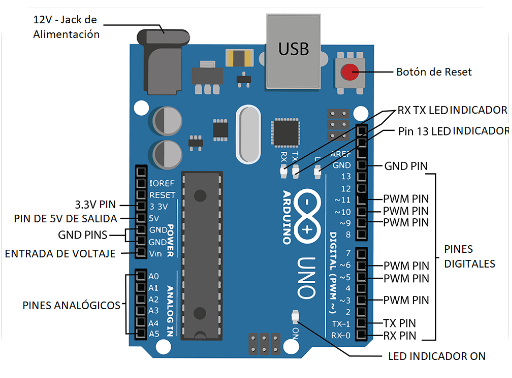 12V - Jack de
Alimentación
USB
Botón de Reset
RX TX LED INDICADOR
Pin 13 LED INDICADOR
RX
TX
L
AREF
GND
GND PIN
13
12
~11
PWM PIN
~10
PWM PIN
~9
PWM PIN
8
IOREF
RESET
3.3V PIN
3.3V
PIN DE 5V DE SALIDA
5V
GND PINS
GND
GND
ENTRADA DE VOLTAJE
Vin
POWER
ARDUINO
UNO
DIGITAL (PWM ~)
PINES
DIGITALES
7
~6
PWM PIN
~5
PWM PIN
4
~3
PWM PIN
2
TX-1
TX PIN
RX-0
RX PIN
PINES ANALÓGICOS
A0
A1
A2
A3
A4
A5
ANALOG IN
ON
LED INDICADOR ON